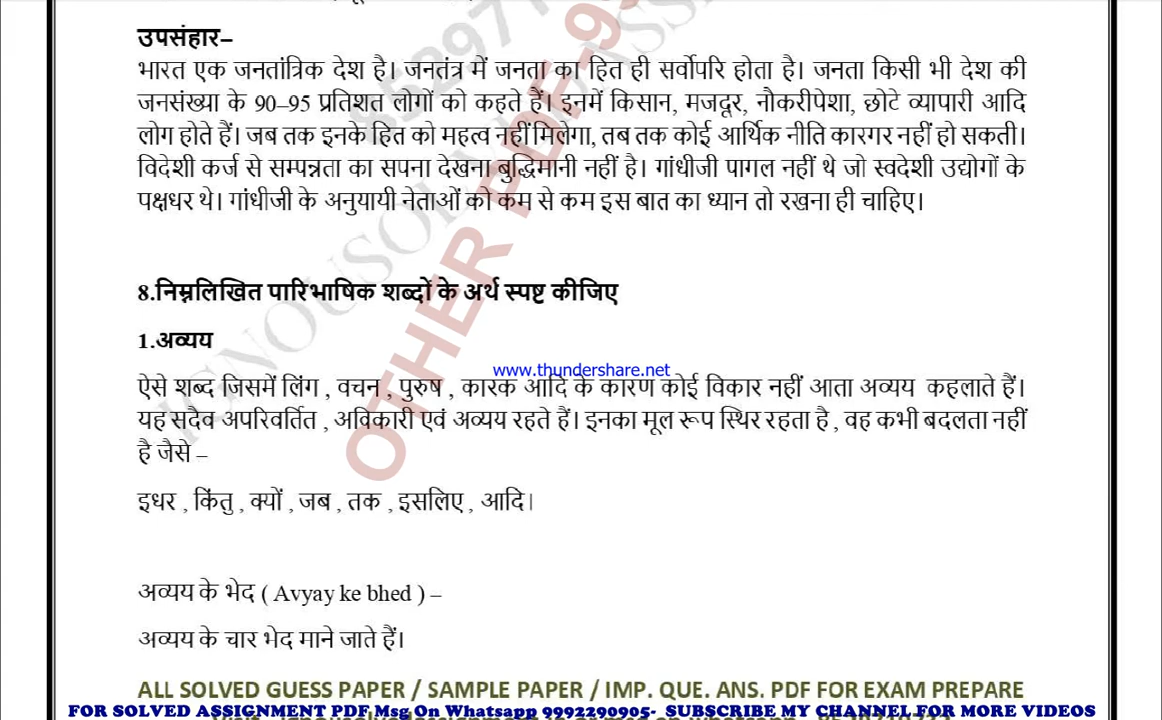 उपसंहार–
भारत एक जनतांत्रिक देश है। जनतंत्र में जनता का हित ही सर्वोपरि होता है। जनता किसी भी देश की
जनसंख्या के 90–95 प्रतिशत लोगों को कहते हैं। इनमें किसान, मजदूर, नौकरीपेशा, छोटे व्यापारी आदि
लोग होते हैं। जब तक इनके हित को महत्व नहीं मिलेगा, तब तक कोई आर्थिक नीति कारगर नहीं हो सकती।
विदेशी कर्ज से सम्पन्नता का सपना देखना बुद्धिमानी नहीं है। गांधीजी पागल नहीं थे जो स्वदेशी उद्योगों के
पक्षधर थे। गांधीजी के अनुयायी नेताओं को कम से कम इस बात का ध्यान तो रखना ही चाहिए।
8.निम्नलिखित पारिभाषिक शब्दों के अर्थ स्पष्ट कीजिए
1.अव्यय
www.thundershare.net
ऐसे शब्द जिसमें लिंग , वचन , पुरुष , कारक आदि के कारण कोई विकार नहीं आता अव्यय कहलाते हैं।
यह सदैव अपरिवर्तित , अविकारी एवं अव्यय रहते हैं। इनका मूल रूप स्थिर रहता है , वह कभी बदलता नहीं
है जैसे –
इधर , किंतु , क्यों , जब , तक , इसलिए , आदि।
अव्यय के भेद ( Avyay ke bhed ) –
अव्यय के चार भेद माने जाते हैं।
OTHER PDF-9
ALL SOLVED GUESS PAPER / SAMPLE PAPER / IMP. QUE. ANS. PDF FOR EXAM PREPARE
FOR SOLVED ASSIGNMENT PDF Msg On Whatsapp 9992290905- SUBSCRIBE MY CHANNEL FOR MORE VIDEOS